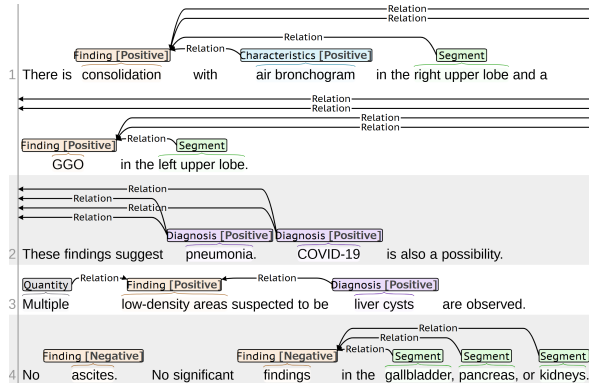 Relation
Relation
Relation
Finding [Positive] Relation Characteristics [Positive] Segment
1 There is consolidation with air bronchogram in the right upper lobe and a
Relation
Relation
Relation
Relation
Finding [Positive] Relation Segment
GGO in the left upper lobe.
Relation
Relation
Relation
Relation
Diagnosis [Positive] Diagnosis [Positive]
2 These findings suggest pneumonia. COVID-19 is also a possibility.
Quantity Relation Finding [Positive] Relation Diagnosis [Positive]
3 Multiple low-density areas suspected to be liver cysts are observed.
Relation
Relation
Finding [Negative] Finding [Negative] Relation Segment Segment Segment
4 No ascites. No significant findings in the gallbladder, pancreas, or kidneys.